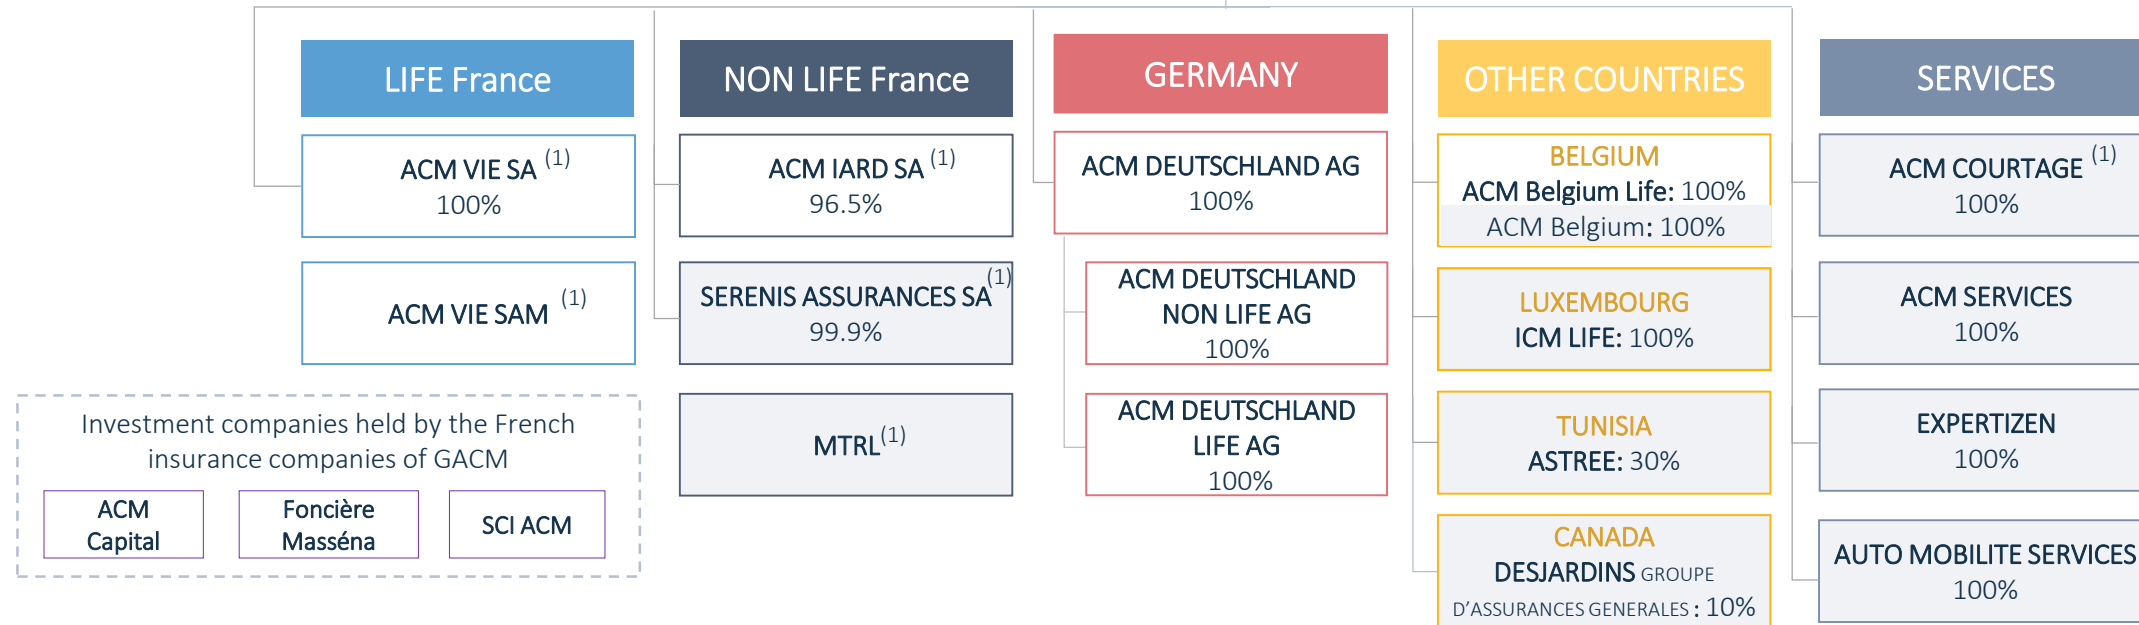 LIFE France
ACM VIE SA (1)
100%
ACM VIE SAM (1)
Investment companies held by the French
insurance companies of GACM
ACM
Capital
Foncière
Masséna
SCI ACM
NON LIFE France
ACM IARD SA (1)
96.5%
SERENIS ASSURANCES SA (1)
99.9%
MTRL (1)
GERMANY
ACM DEUTSCHLAND AG
100%
ACM DEUTSCHLAND
NON LIFE AG
100%
ACM DEUTSCHLAND
LIFE AG
100%
OTHER COUNTRIES
BELGIUM
ACM Belgium Life: 100%
ACM Belgium: 100%
LUXEMBOURG
ICM LIFE: 100%
TUNISIA
ASTREE: 30%
CANADA
DESJARDINS GROUPE
D’ASSURANCES GENERALES : 10%
SERVICES
ACM COURTAGE (1)
100%
ACM SERVICES
100%
EXPERTIZEN
100%
AUTO MOBILITE SERVICES
100%